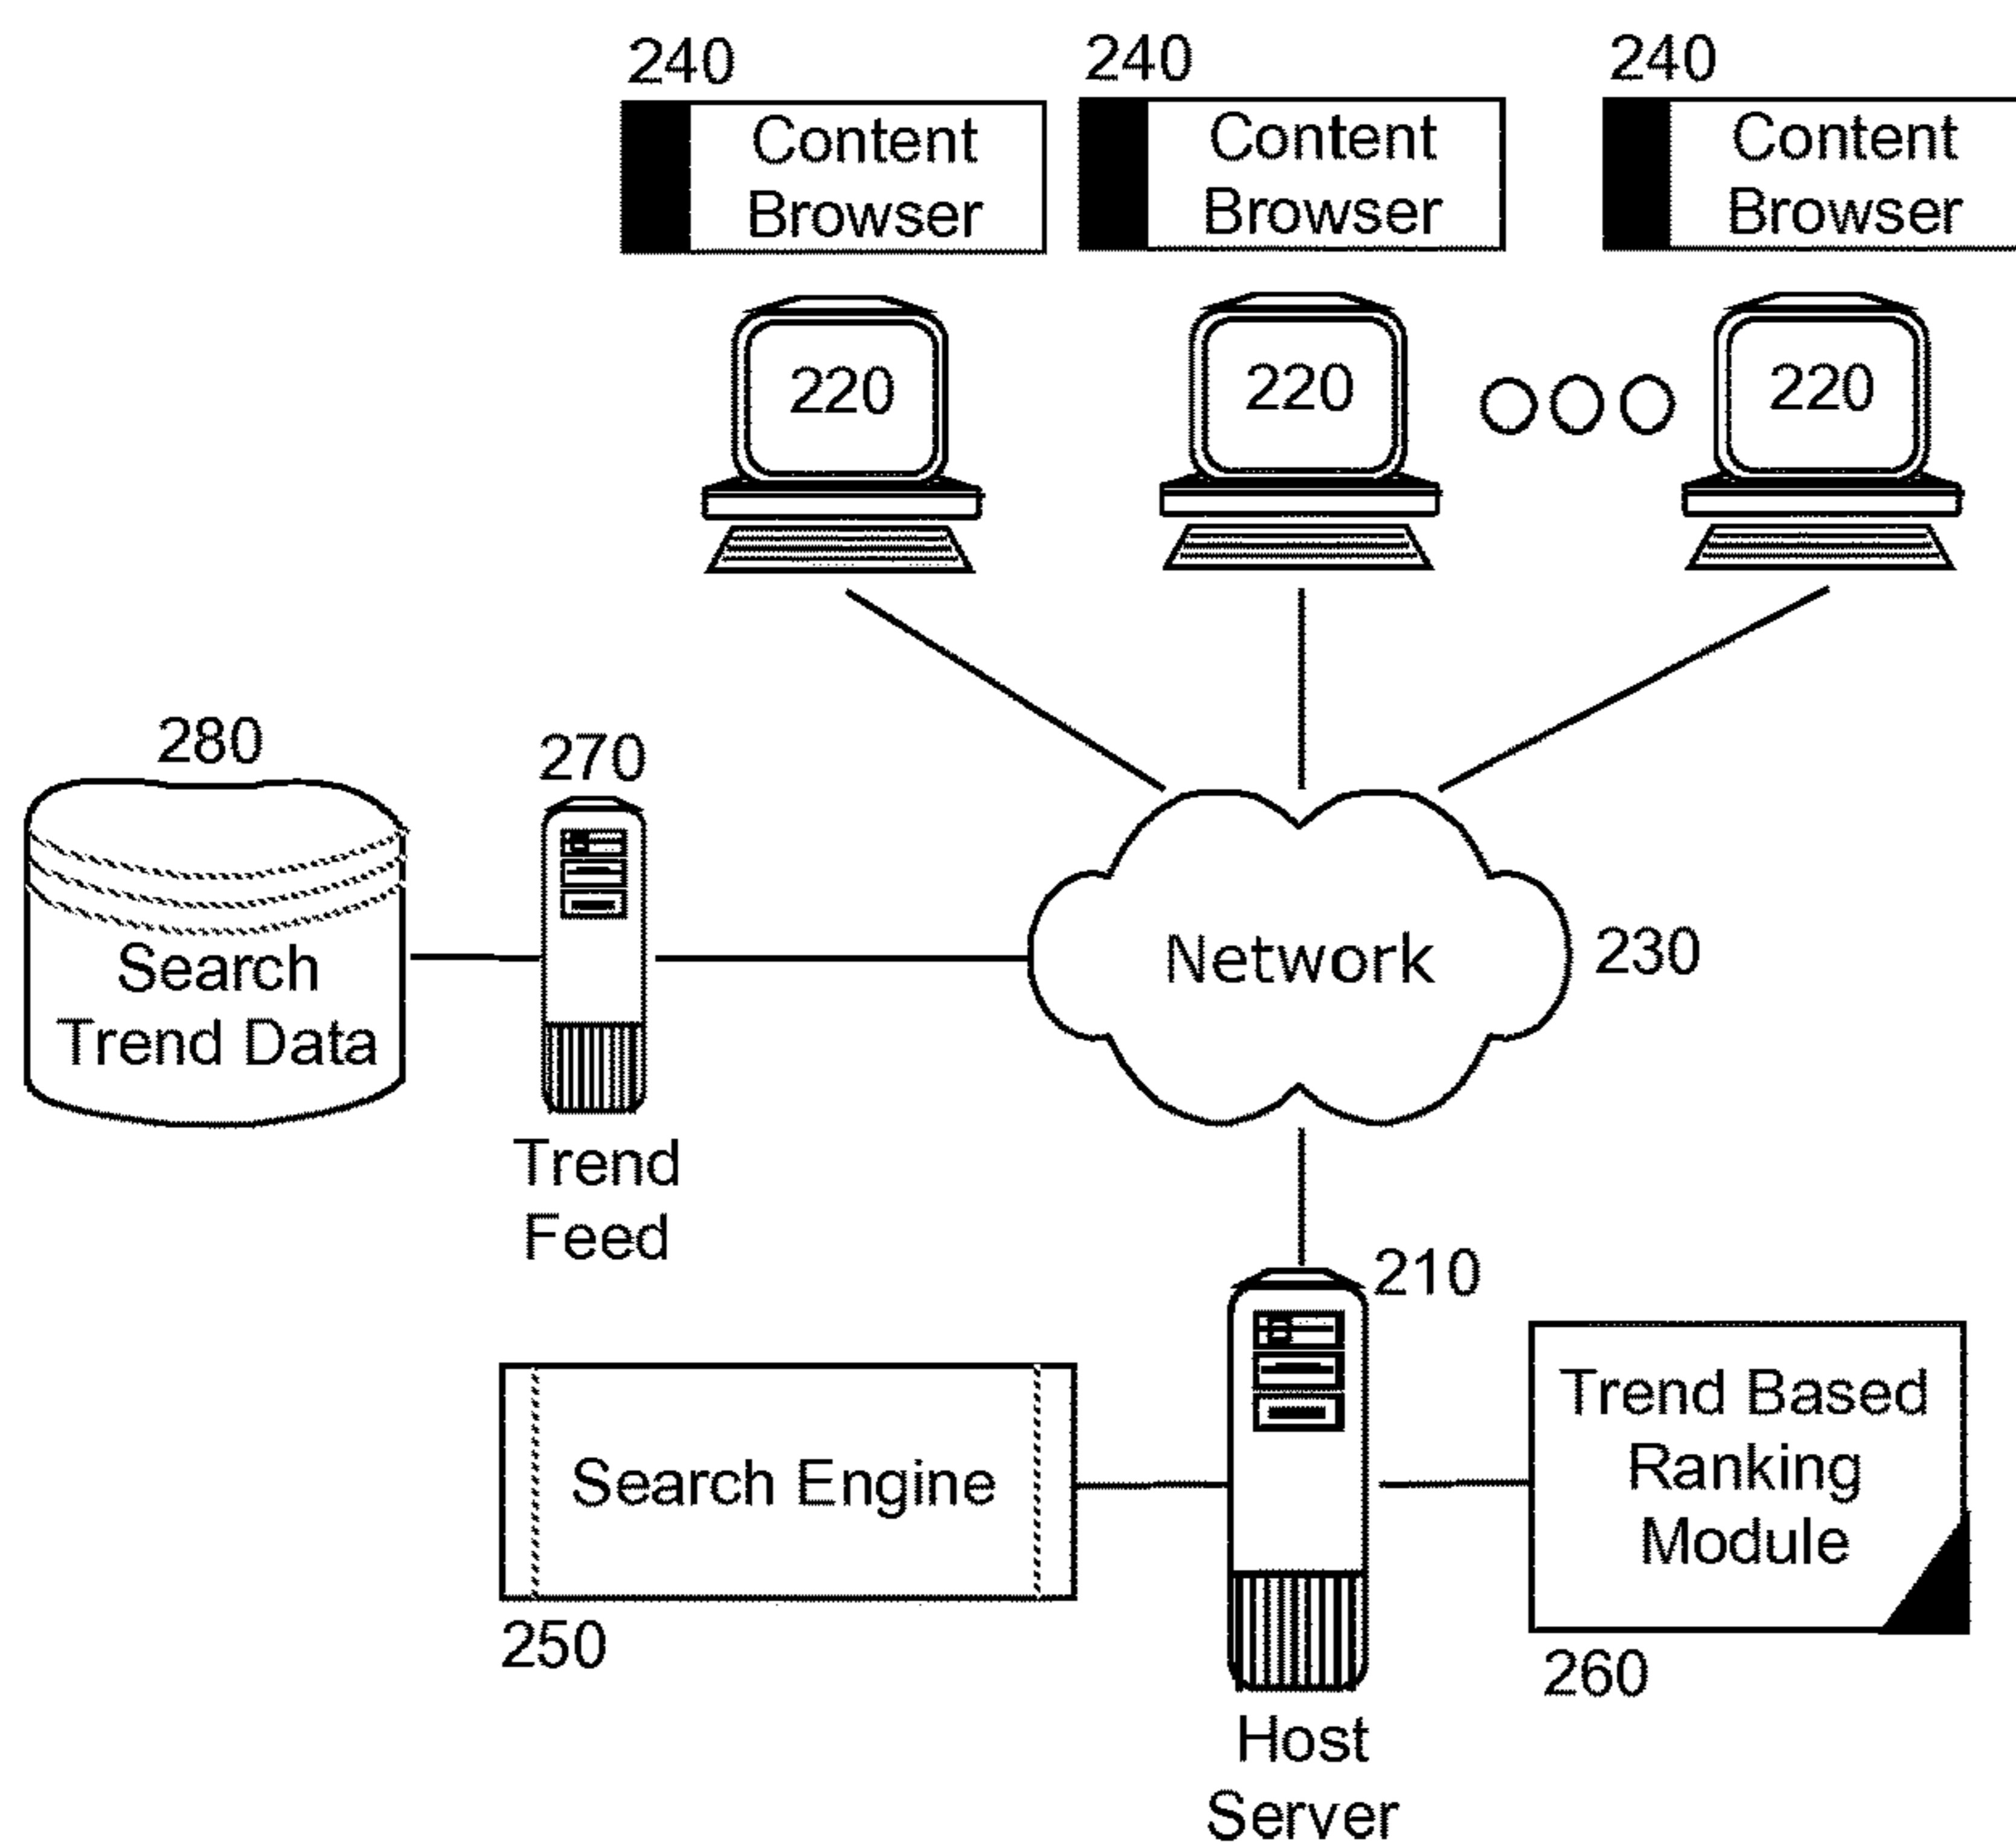 240
240
240
Content
Browser
Content
Browser
Content
Browser
220
220
220
280
270
Search
Trend Data
Network
230
Trend
Feed
210
Search Engine
Trend Based
Ranking
Module
250
260
Host
Server